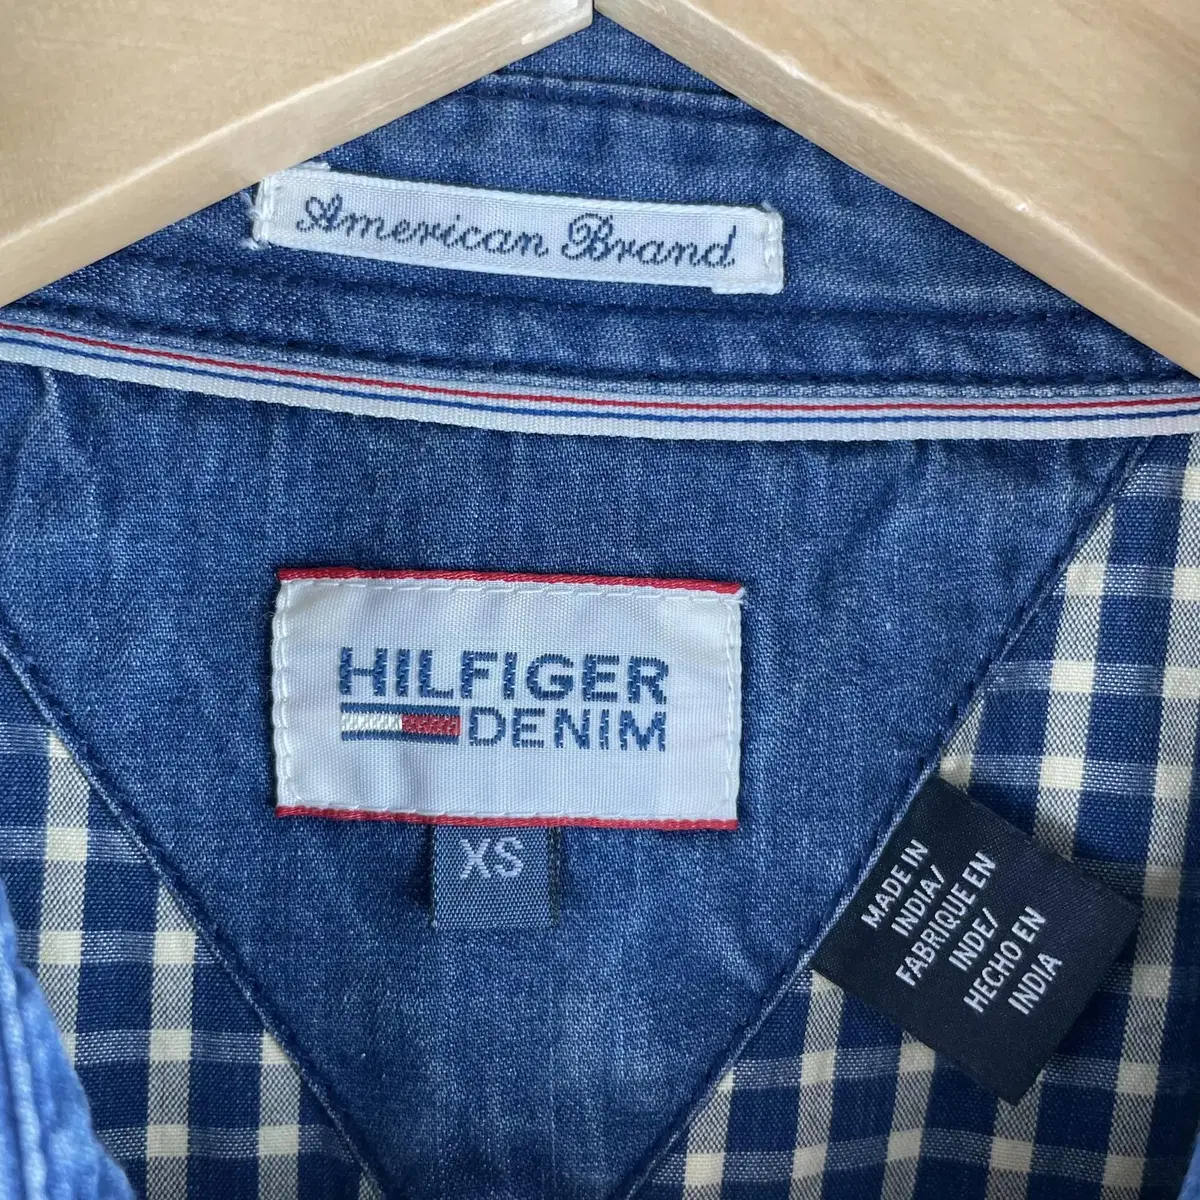 American Brand
HILFIGER
DENIM
XS
MADE IN
INDIA/
FABRIQUE EN
INDE/
HECHO EN
INDIA